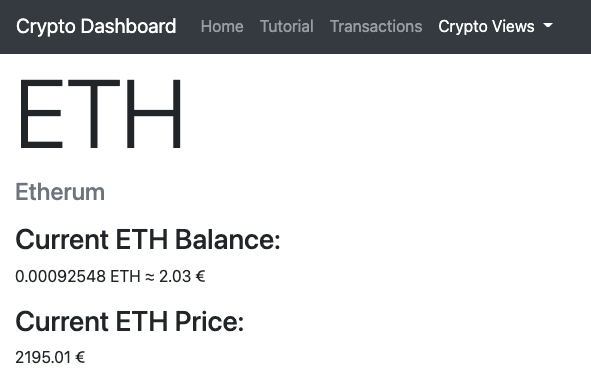 Crypto Dashboard Home Tutorial Transactions Crypto Views
ETH
Etherum
Current ETH Balance:
0.00092548 ETH ≈ 2.03 €
Current ETH Price:
2195.01 €